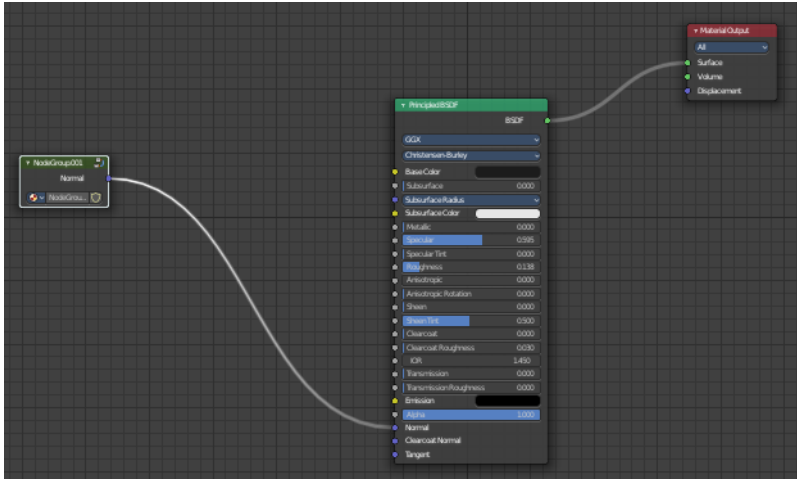 Material Output
All
Surface
Volume
Displacement
Principled BSDF
BSDF
GGX
Christensen-Burley
Base Color
Subsurface 0.000
Subsurface Radius
Subsurface Color
Metallic 0.000
Specular 0.595
Specular Tint 0.000
Roughness 0.138
Anisotropic 0.000
Anisotropic Rotation 0.000
Sheen 0.000
Sheen Tint 0.500
Clearcoat 0.000
Clearcoat Roughness 0.030
IOR 1.450
Transmission 0.000
Transmission Roughness 0.000
Emission
Alpha 1.000
Normal
Clearcoat Normal
Tangent
NodeGroup.001
Normal
NodeGrou...